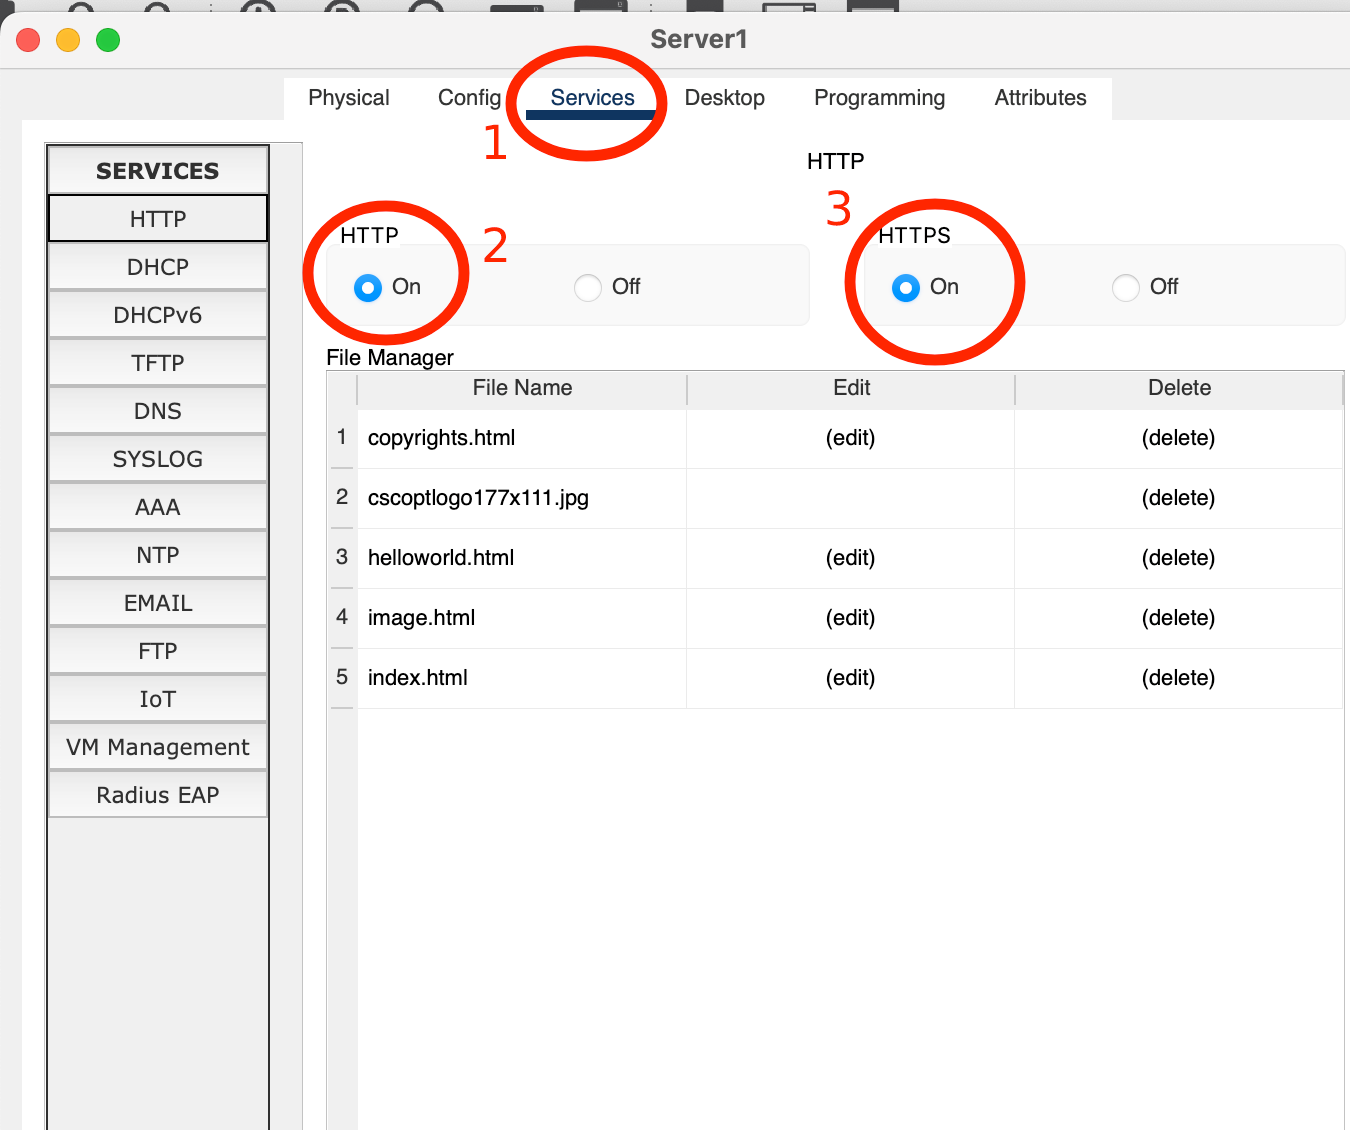 Server1
Physical Config Services Desktop Programming Attributes
1
SERVICES
HTTP
DHCP
DHCPv6
TFTP
DNS
SYSLOG
AAA
NTP
EMAIL
FTP
IoT
VM Management
Radius EAP
HTTP
2
3
HTTP HTTPS
On Off On Off
File Manager
File Name Edit Delete
1 copyrights.html (edit) (delete)
2 cscoptlogo177x111.jpg (delete)
3 helloworld.html (edit) (delete)
4 image.html (edit) (delete)
5 index.html (edit) (delete)